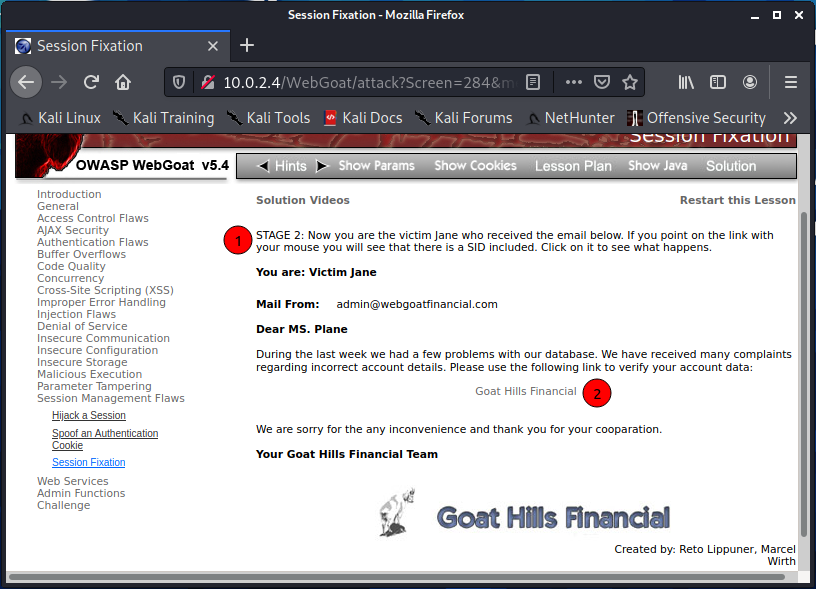 Session Fixation - Mozilla Firefox
Session Fixation
10.0.2.4/WebGoat/attack?Screen=284&m
Kali Linux Kali Training Kali Tools Kali Docs Kali Forums NetHunter Offensive Security
Session Fixation
OWASP WebGoat v5.4
Hints Show Params Show Cookies Lesson Plan Show Java Solution
Introduction
General
Access Control Flaws
AJAX Security
Authentication Flaws
Buffer Overflows
Code Quality
Concurrency
Cross-Site Scripting (XSS)
Improper Error Handling
Injection Flaws
Denial of Service
Insecure Communication
Insecure Configuration
Insecure Storage
Malicious Execution
Parameter Tampering
Session Management Flaws
Hijack a Session
Spoof an Authentication
Cookie
Session Fixation
Web Services
Admin Functions
Challenge
Solution Videos Restart this Lesson
1
STAGE 2: Now you are the victim Jane who received the email below. If you point on the link with
your mouse you will see that there is a SID included. Click on it to see what happens.
You are: Victim Jane
Mail From: admin@webgoatfinancial.com
Dear MS. Plane
During the last week we had a few problems with our database. We have received many complaints
regarding incorrect account details. Please use the following link to verify your account data:
Goat Hills Financial 2
We are sorry for the any inconvenience and thank you for your cooparation.
Your Goat Hills Financial Team
Goat Hills Financial
Created by: Reto Lippuner, Marcel
Wirth